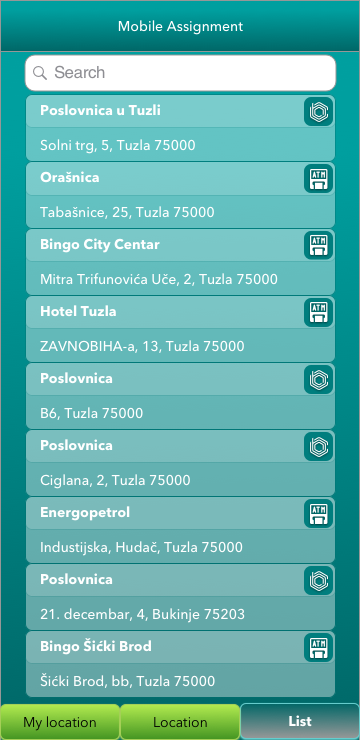 Mobile Assignment
Search
Poslovnica u Tuzli
Solni trg, 5, Tuzla 75000
Orašnica
ATM
Tabašnice, 25, Tuzla 75000
Bingo City Centar
ATM
Mitra Trifunovića Uče, 2, Tuzla 75000
Hotel Tuzla
ATM
ZAVNOBIHA-a, 13, Tuzla 75000
Poslovnica
B6, Tuzla 75000
Poslovnica
Ciglana, 2, Tuzla 75000
Energopetrol
ATM
Industijska, Hudač, Tuzla 75000
Poslovnica
21. decembar, 4, Bukinje 75203
Bingo Šićki Brod
ATM
Šićki Brod, bb, Tuzla 75000
My location
Location
List